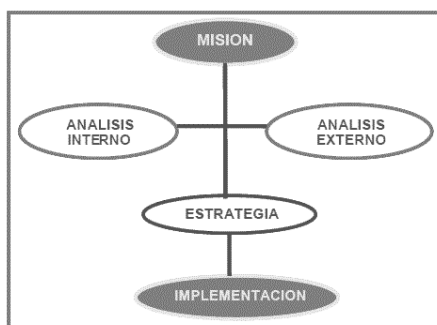 MISION
ANALISIS
INTERNO
ANALISIS
EXTERNO
ESTRATEGIA
IMPLEMENTACION